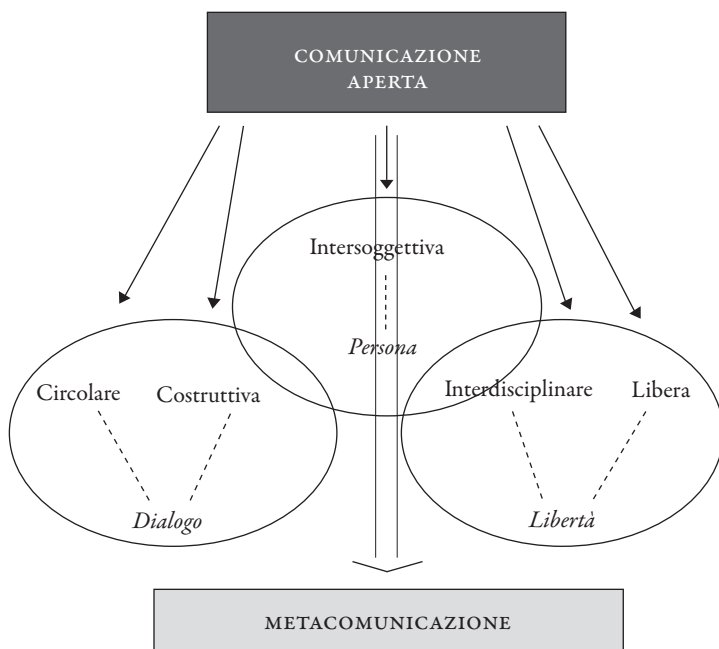 COMUNICAZIONE
APERTA
Intersoggettiva
Persona
Circolare Costruttiva
Interdisciplinare Libera
Dialogo
Libertà
METACOMUNICAZIONE